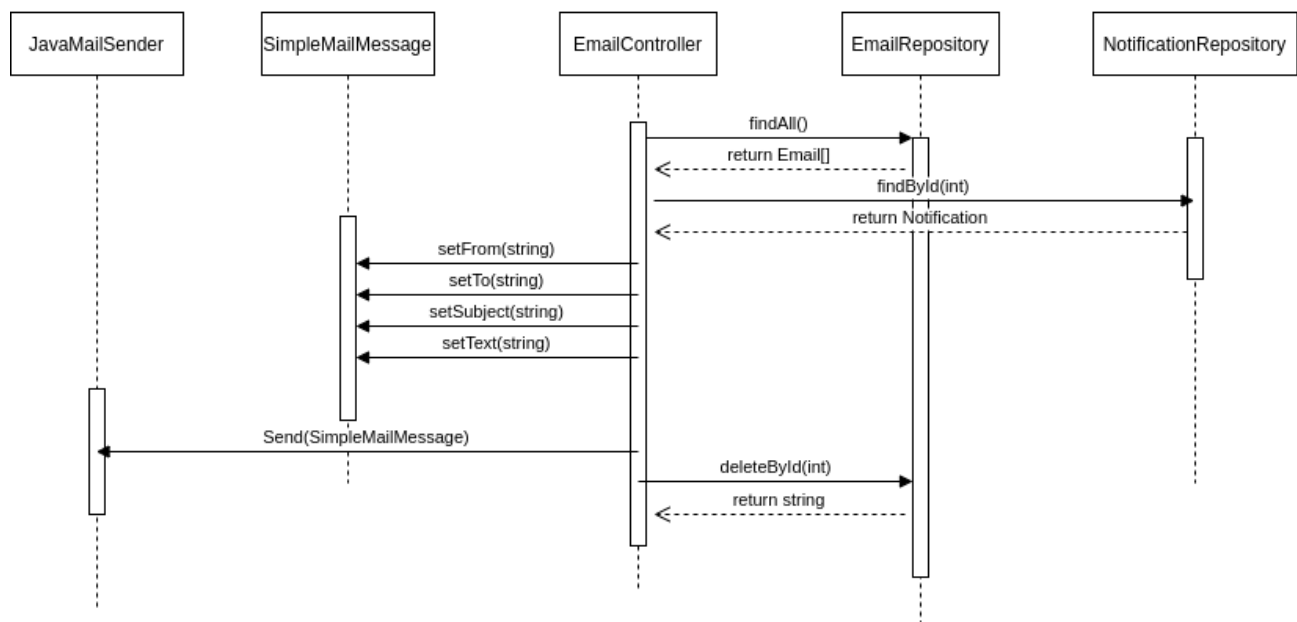 JavaMailSender
SimpleMailMessage
EmailController
EmailRepository
NotificationRepository
findAll()
return Email[]
findById(int)
return Notification
setFrom(string)
setTo(string)
setSubject(string)
setText(string)
Send(SimpleMailMessage)
deleteById(int)
return string